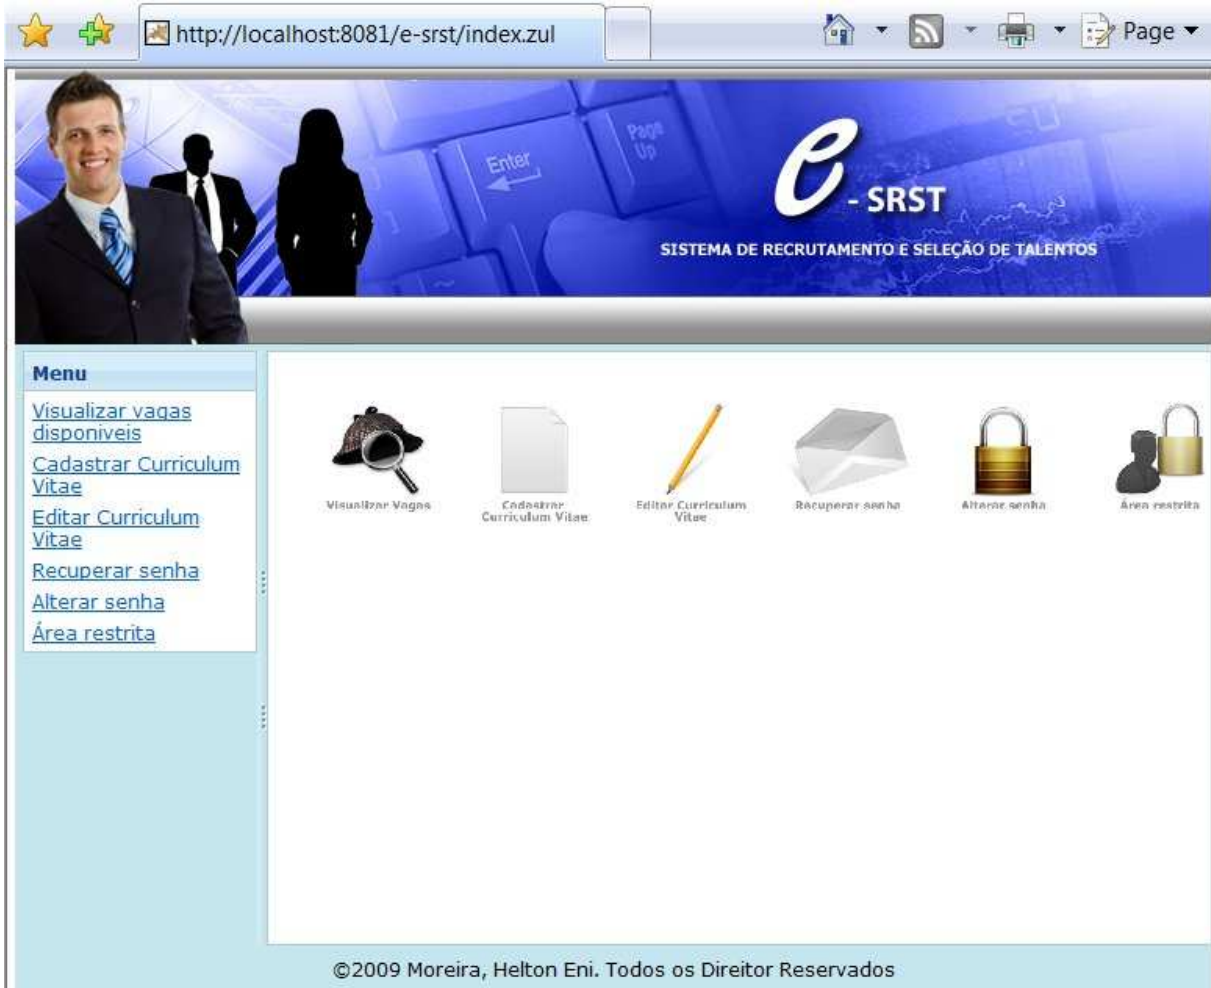 http://localhost:8081/e-srst/index.zul
Page
Enter
Page
Up
e
- SRST
SISTEMA DE RECRUTAMENTO E SELEÇÃO DE TALENTOS
Menu
Visualizar vagas
disponiveis
Cadastrar Curriculum
Vitae
Editar Curriculum
Vitae
Recuperar senha
Alterar senha
Área restrita
Visualizar Vagas
Cadastrar
Curriculum Vitae
Editar Curriculum
Vitae
Recuperar senha
Alterar senha
Área restrita
©2009 Moreira, Helton Eni. Todos os Direitor Reservados